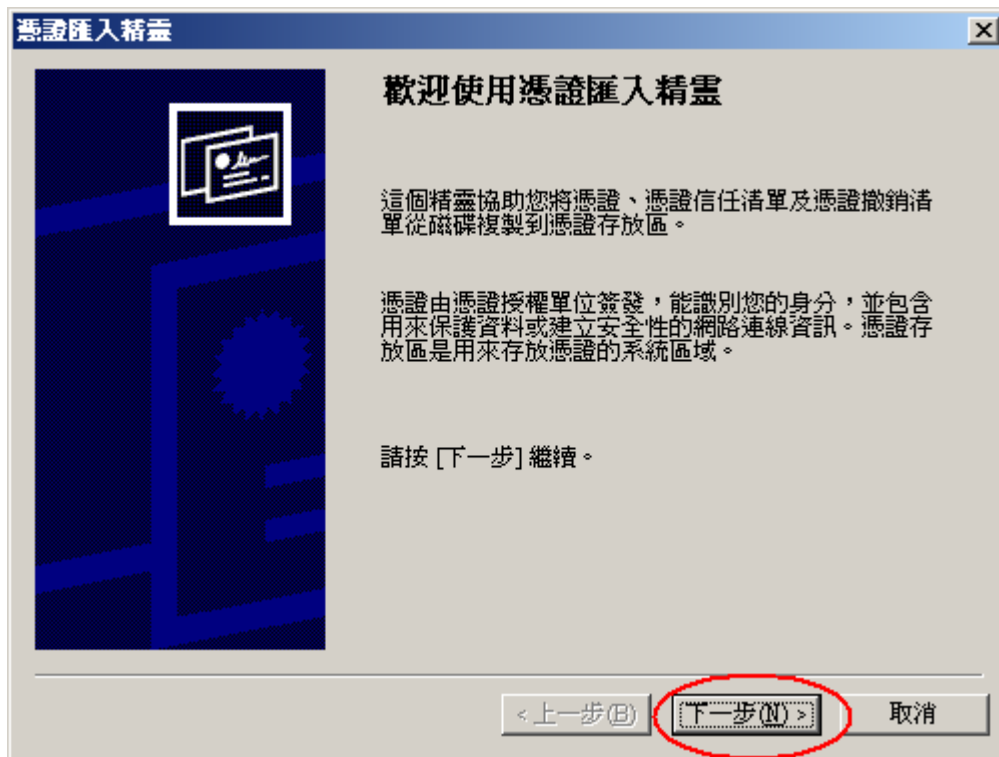 憑證匯入精靈
歡迎使用憑證匯入精靈
這個精靈協助您將憑證、憑證信任清單及憑證撤銷清
單從磁碟複製到憑證存放區。
憑證由憑證授權單位簽發，能識別您的身分，並包含
用來保護資料或建立安全性的網路連線資訊。憑證存
放區是用來存放憑證的系統區域。
請按 [下一步] 繼續。
< 上一步(B) 下一步(N) > 取消